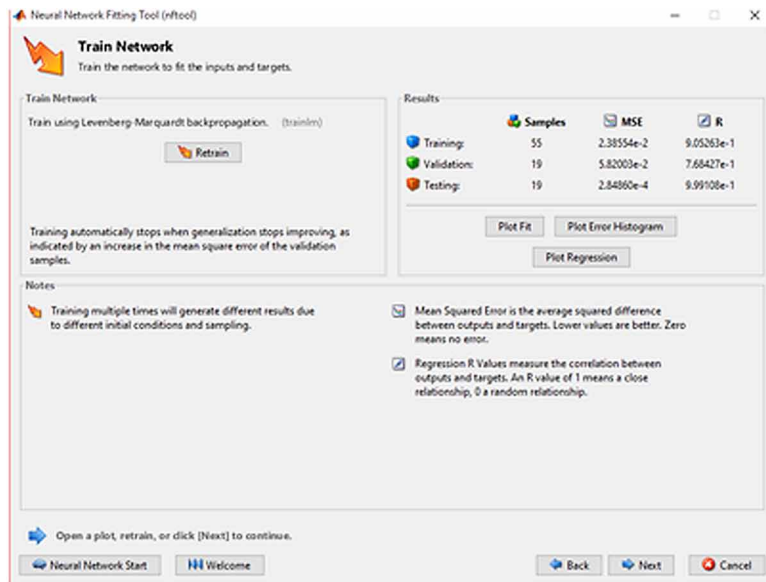 Neural Network Fitting Tool (nftool)
Train Network
Train the network to fit the inputs and targets.
Train Network
Train using Levenberg-Marquardt backpropagation. (trainlm)
Retrain
Training automatically stops when generalization stops improving, as
indicated by an increase in the mean square error of the validation
samples.
Results
Samples MSE R
Training: 55 2.38554e-2 9.05263e-1
Validation: 19 5.82003e-2 7.68427e-1
Testing: 19 2.84860e-4 9.99108e-1
Plot Fit Plot Error Histogram
Plot Regression
Notes
Training multiple times will generate different results due
to different initial conditions and sampling.
Mean Squared Error is the average squared difference
between outputs and targets. Lower values are better. Zero
means no error.
Regression R Values measure the correlation between
outputs and targets. An R value of 1 means a close
relationship, 0 a random relationship.
Open a plot, retrain, or click [Next] to continue.
Neural Network Start Welcome Back Next Cancel